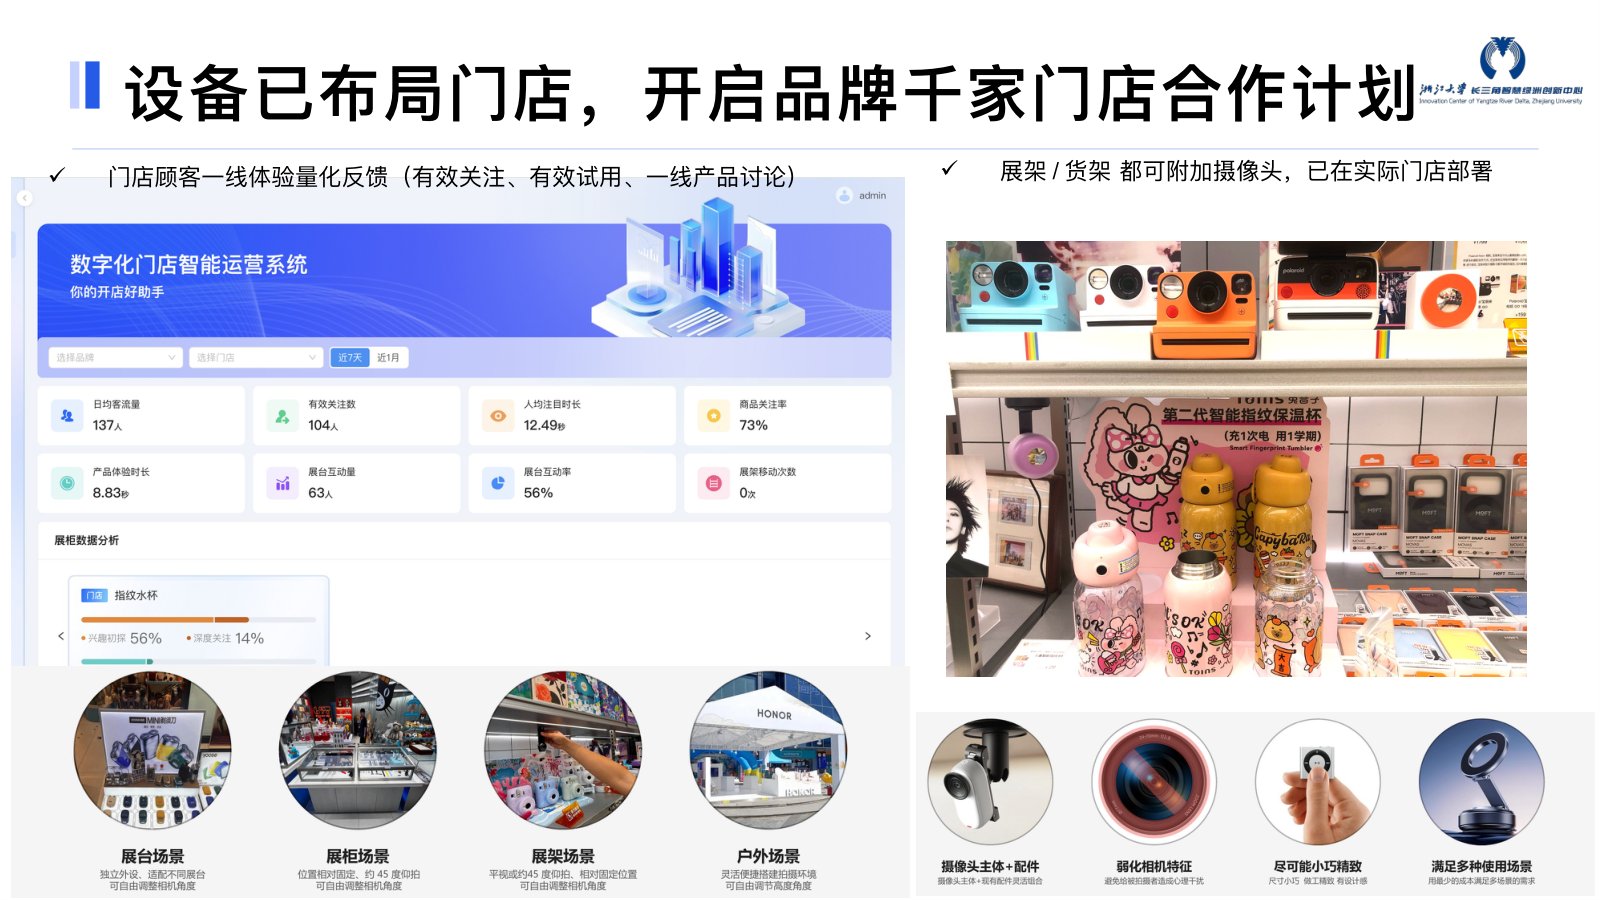 设备已布局门店，开启品牌千家门店合作计划
浙江大学 长三角智慧绿洲创新中心
Innovation Center of Yangtze River Delta, Zhejiang University
✓ 门店顾客一线体验量化反馈（有效关注、有效试用、一线产品讨论）
✓ 展架 / 货架 都可附加摄像头，已在实际门店部署
admin
数字化门店智能运营系统
你的开店好助手
选择品牌 选择门店 近7天 近1月
日均客流量
137人
有效关注数
104人
人均注目时长
12.49秒
商品关注率
73%
产品体验时长
8.83秒
展台互动量
63人
展台互动率
56%
展架移动次数
0次
展柜数据分析
门店 指纹水杯
兴趣初探 56% 深度关注 14%
polaroid
第二代智能指纹保温杯
(充1次电 用1学期)
Smart Fingerprint Tumbler
CapybaRa
MOFT
MOFT
MOFT
MOFT SNAP CASE
MOFT SNAP CASE
MOFT SNAP CASE
S'OK
S'OK
大吉
TOINS
HONOR
HONOR
展台场景
独立外设、适配不同展台
可自由调整相机角度
展柜场景
位置相对固定、约 45 度仰拍
可自由调整相机角度
展架场景
平视或约45 度仰拍、相对固定位置
可自由调整相机角度
户外场景
灵活便捷搭建拍摄环境
可自由调节高度角度
摄像头主体+配件
摄像头主体+现有配件灵活组合
弱化相机特征
避免给被拍摄者造成心理干扰
尽可能小巧精致
尺寸小巧 做工精致 有设计感
满足多种使用场景
用最少的成本满足多场景的需求